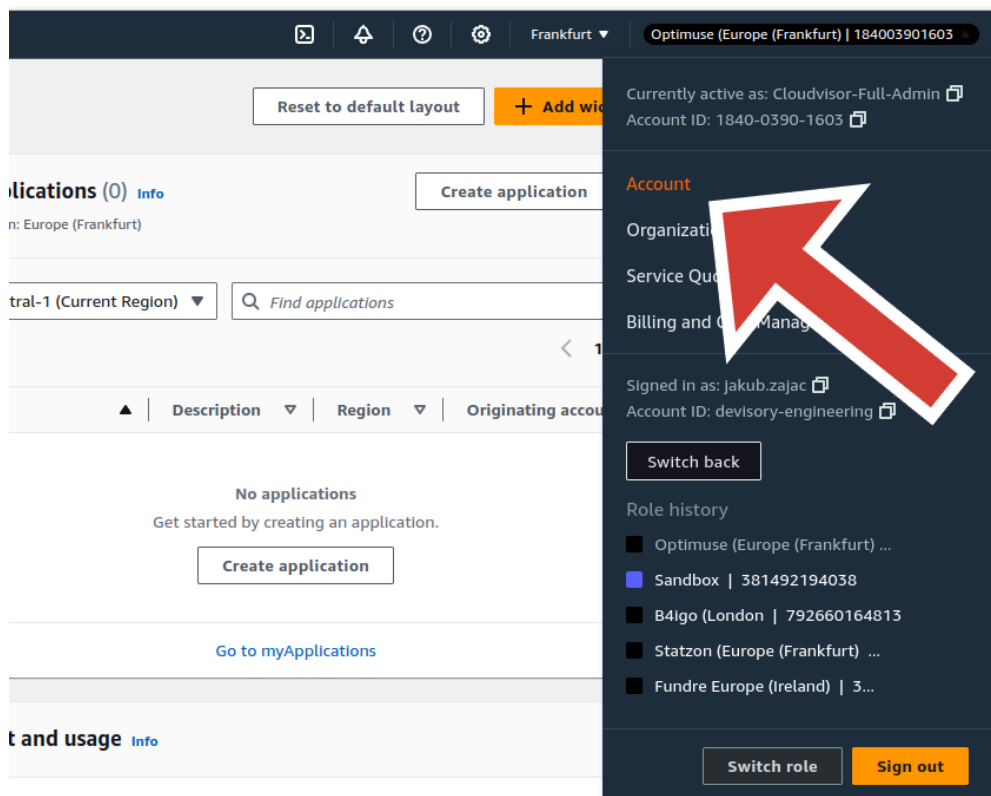 Frankfurt ▼ Optimuse (Europe (Frankfurt) | 184003901603
Reset to default layout + Add wid
Currently active as: Cloudvisor-Full-Admin
Account ID: 1840-0390-1603
lications (0) Info
Create application
n: Europe (Frankfurt)
Account
Organizati
Service Quo
Billing and C Manag
tral-1 (Current Region) ▼ Find applications
< 1
▲ Description ▽ Region ▽ Originating accou
Signed in as: jakub.zajac
Account ID: devisory-engineering
Switch back
No applications
Get started by creating an application.
Create application
Role history
Optimuse (Europe (Frankfurt) ...
Sandbox | 381492194038
B4igo (London | 792660164813
Statzon (Europe (Frankfurt) ...
Fundre Europe (Ireland) | 3...
Go to myApplications
t and usage Info
Switch role Sign out